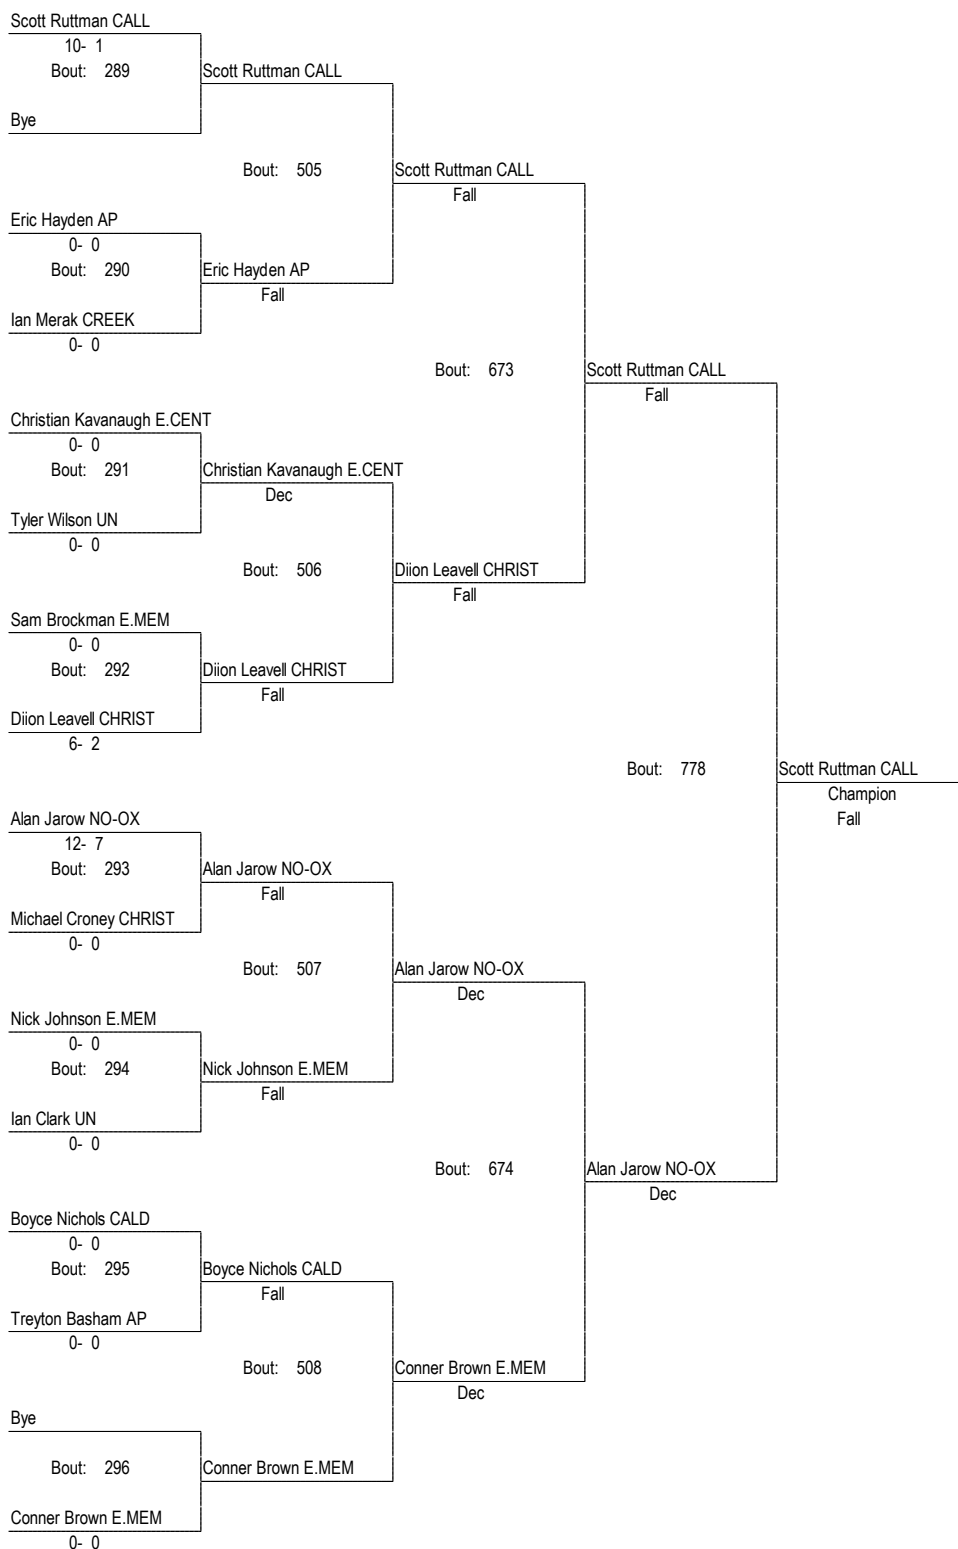 Scott Ruttman CALL
10- 1
Bout: 289
Scott Ruttman CALL
Bye
Bout: 505
Scott Ruttman CALL
Fall
Eric Hayden AP
0- 0
Bout: 290
Eric Hayden AP
Fall
Ian Merak CREEK
0- 0
Bout: 673
Scott Ruttman CALL
Fall
Christian Kavanaugh E.CENT
0- 0
Bout: 291
Christian Kavanaugh E.CENT
Dec
Tyler Wilson UN
0- 0
Bout: 506
Diion Leavell CHRIST
Fall
Sam Brockman E.MEM
0- 0
Bout: 292
Diion Leavell CHRIST
Fall
Diion Leavell CHRIST
6- 2
Bout: 778
Scott Ruttman CALL
Champion
Fall
Alan Jarow NO-OX
12- 7
Bout: 293
Alan Jarow NO-OX
Fall
Michael Croney CHRIST
0- 0
Bout: 507
Alan Jarow NO-OX
Dec
Nick Johnson E.MEM
0- 0
Bout: 294
Nick Johnson E.MEM
Fall
Ian Clark UN
0- 0
Bout: 674
Alan Jarow NO-OX
Dec
Boyce Nichols CALD
0- 0
Bout: 295
Boyce Nichols CALD
Fall
Treyton Basham AP
0- 0
Bout: 508
Conner Brown E.MEM
Dec
Bye
Bout: 296
Conner Brown E.MEM
Conner Brown E.MEM
0- 0